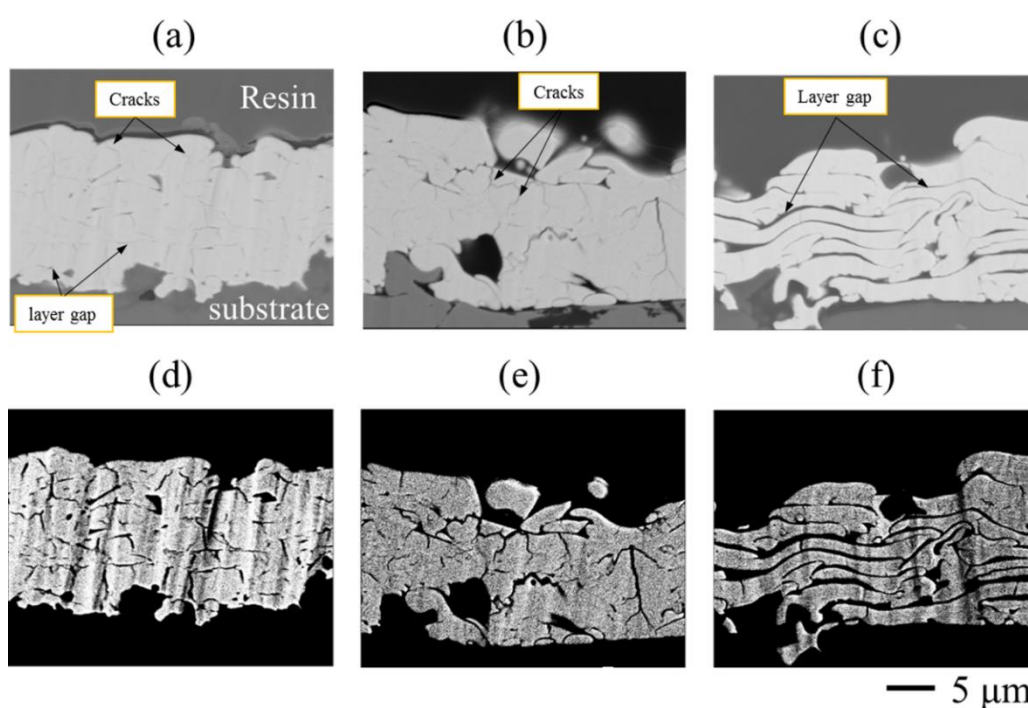 (a)
(b)
(c)
Cracks
Resin
Cracks
Layer gap
layer gap
substrate
(d)
(e)
(f)
5 μm